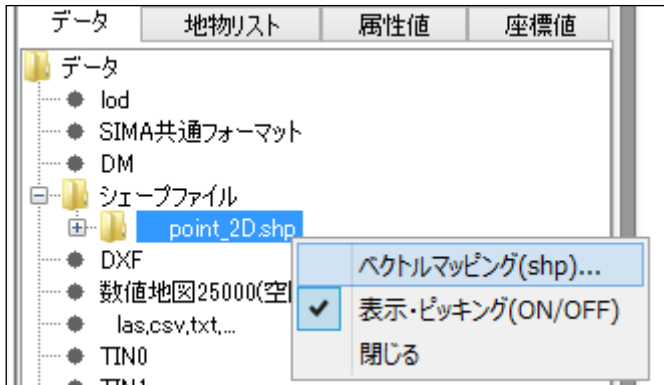 データ 地物リスト 属性値 座標値
データ
lod
SIMA共通フォーマット
DM
シェープファイル
point_2D.shp
DXF
ベクトルマッピング(shp)...
数値地図25000(空
表示・ピッキング(ON/OFF)
las,csv,txt,...
閉じる
TIN0
TIN1